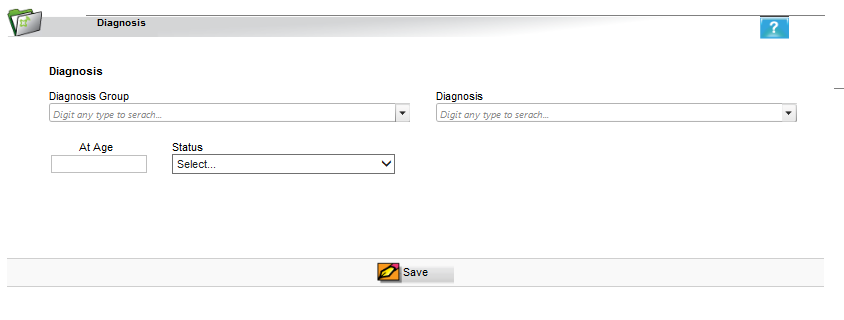 Diagnosis
?
Diagnosis
Diagnosis Group
Diagnosis
Digit any type to serach...
Digit any type to serach...
At Age
Status
Select...
Save